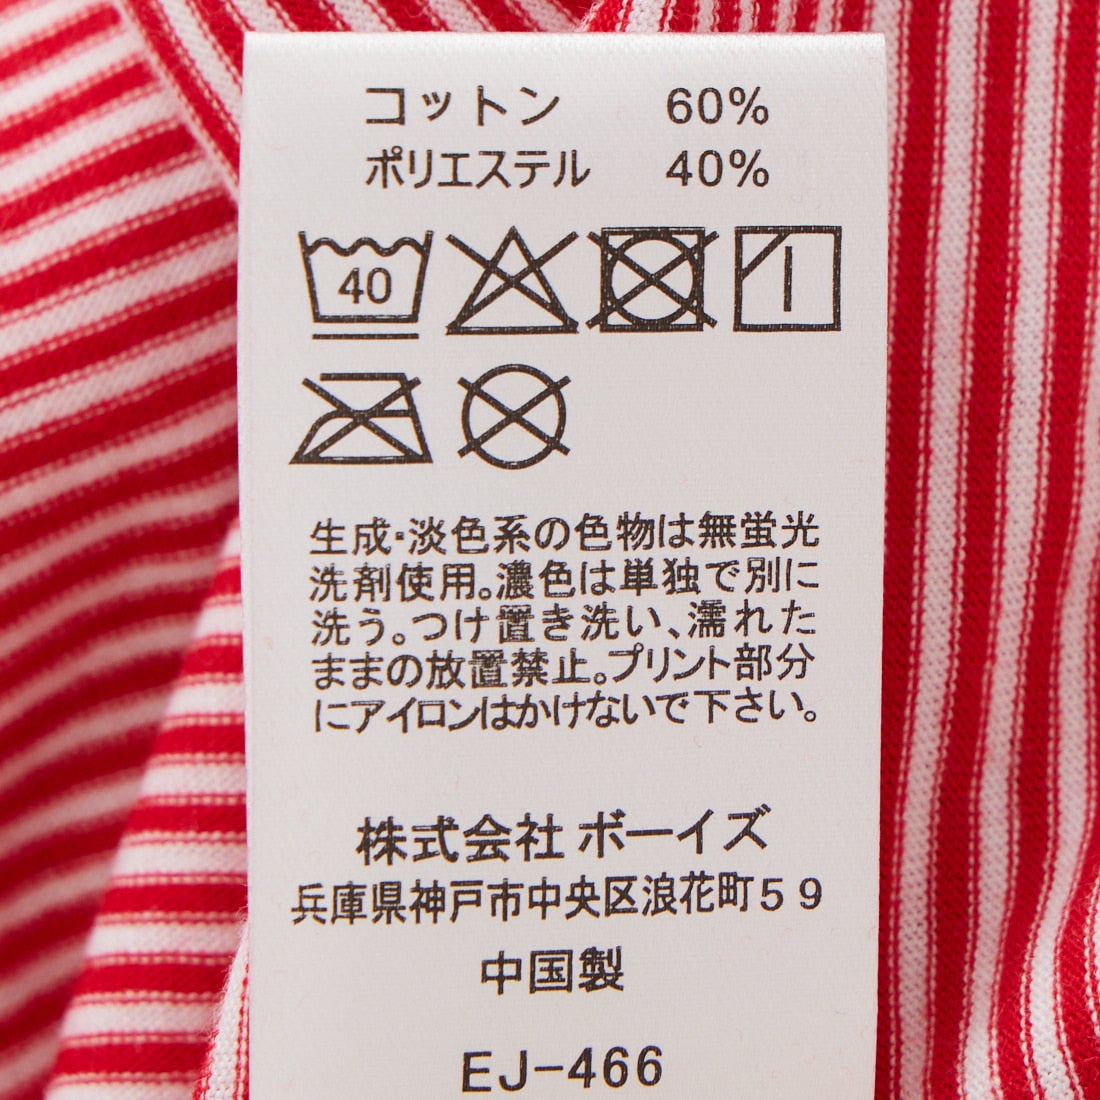 コットン 60%
ポリエステル 40%
40
生成・淡色系の色物は無蛍光
洗剤使用。濃色は単独で別に
洗う。つけ置き洗い、濡れた
ままの放置禁止。プリント部分
にアイロンはかけないで下さい。
株式会社 ボーイズ
兵庫県神戸市中央区浪花町59
中国製
EJ-466